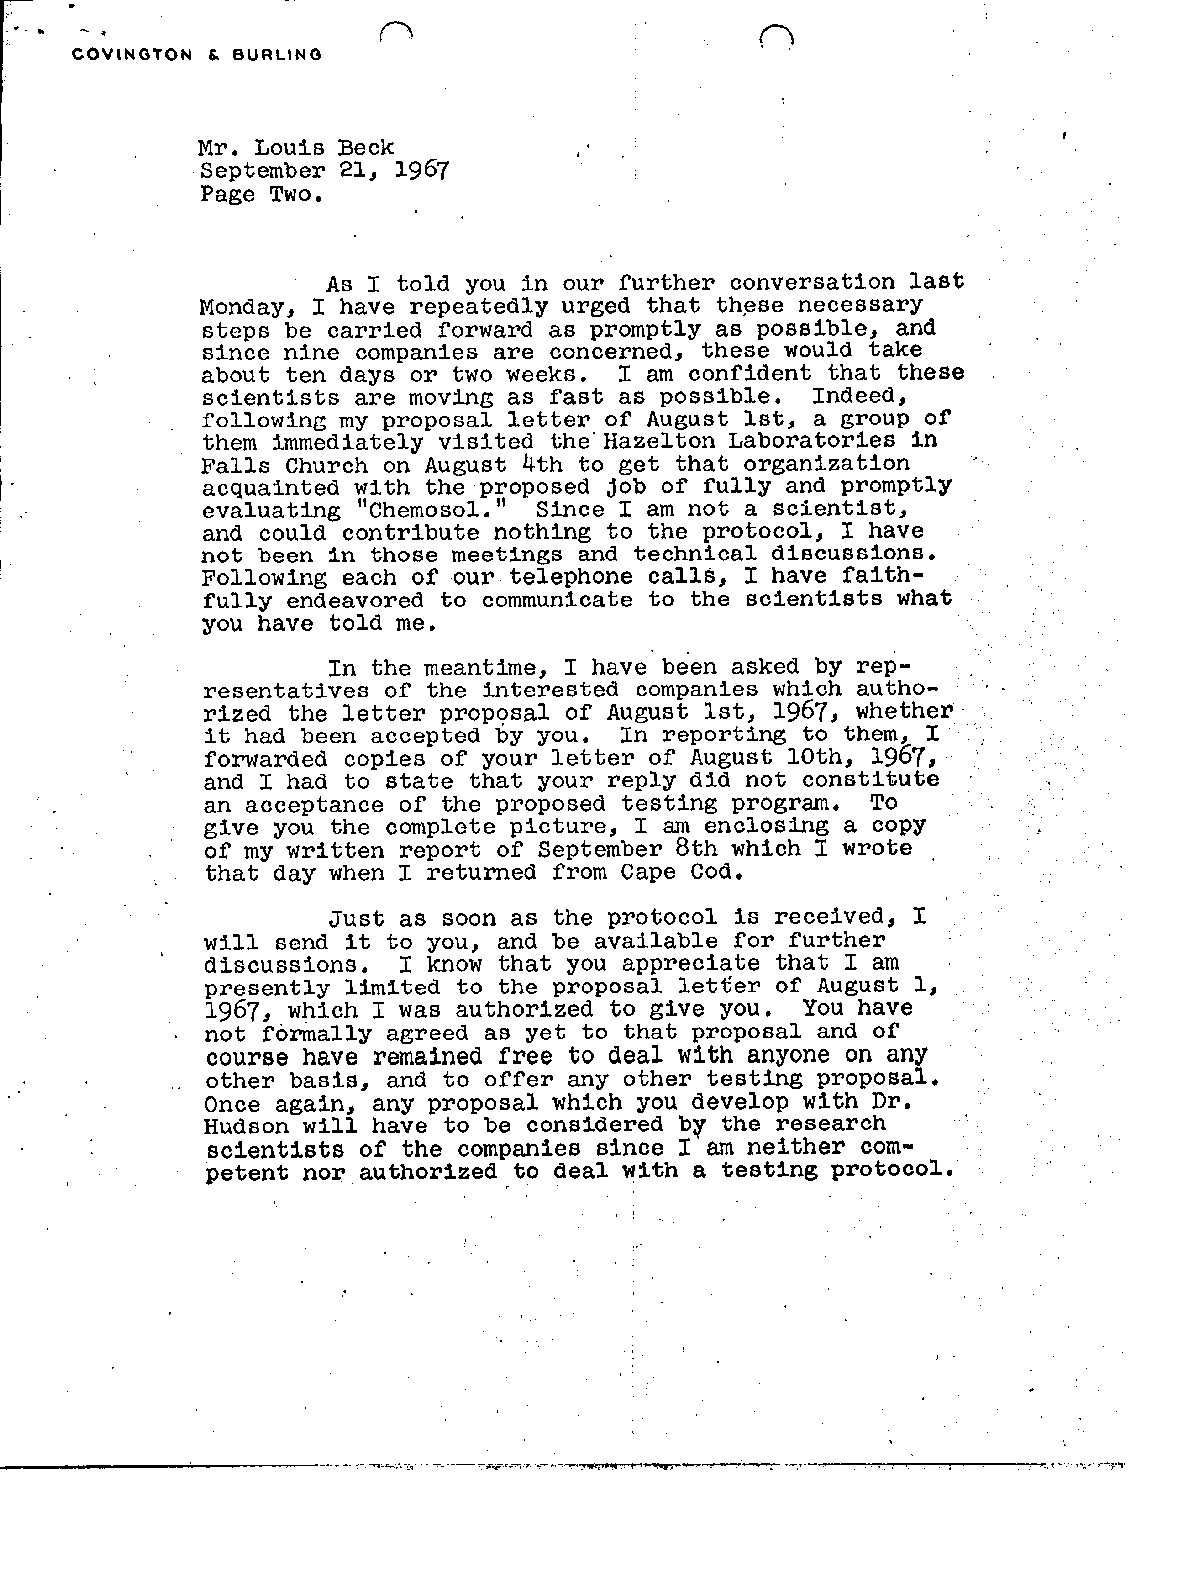 COVINGTON & BURLING
Mr. Louis Beck
September 21, 1967
Page Two.
As I told you in our further conversation last
Monday, I have repeatedly urged that these necessary
steps be carried forward as promptly as possible, and
since nine companies are concerned, these would take
about ten days or two weeks. I am confident that these
scientists are moving as fast as possible. Indeed,
following my proposal letter of August 1st, a group of
them immediately visited the Hazelton Laboratories in
Falls Church on August 4th to get that organization
acquainted with the proposed job of fully and promptly
evaluating "Chemosol." Since I am not a scientist,
and could contribute nothing to the protocol, I have
not been in those meetings and technical discussions.
Following each of our telephone calls, I have faith-
fully endeavored to communicate to the scientists what
you have told me.
In the meantime, I have been asked by rep-
resentatives of the interested companies which autho-
rized the letter proposal of August 1st, 1967, whether
it had been accepted by you. In reporting to them, I
forwarded copies of your letter of August 10th, 1967,
and I had to state that your reply did not constitute
an acceptance of the proposed testing program. To
give you the complete picture, I am enclosing a copy
of my written report of September 8th which I wrote
that day when I returned from Cape Cod.
Just as soon as the protocol is received, I
will send it to you, and be available for further
discussions. I know that you appreciate that I am
presently limited to the proposal letter of August 1,
1967, which I was authorized to give you. You have
not formally agreed as yet to that proposal and of
course have remained free to deal with anyone on any
other basis, and to offer any other testing proposal.
Once again, any proposal which you develop with Dr.
Hudson will have to be considered by the research
scientists of the companies since I am neither com-
petent nor authorized to deal with a testing protocol.